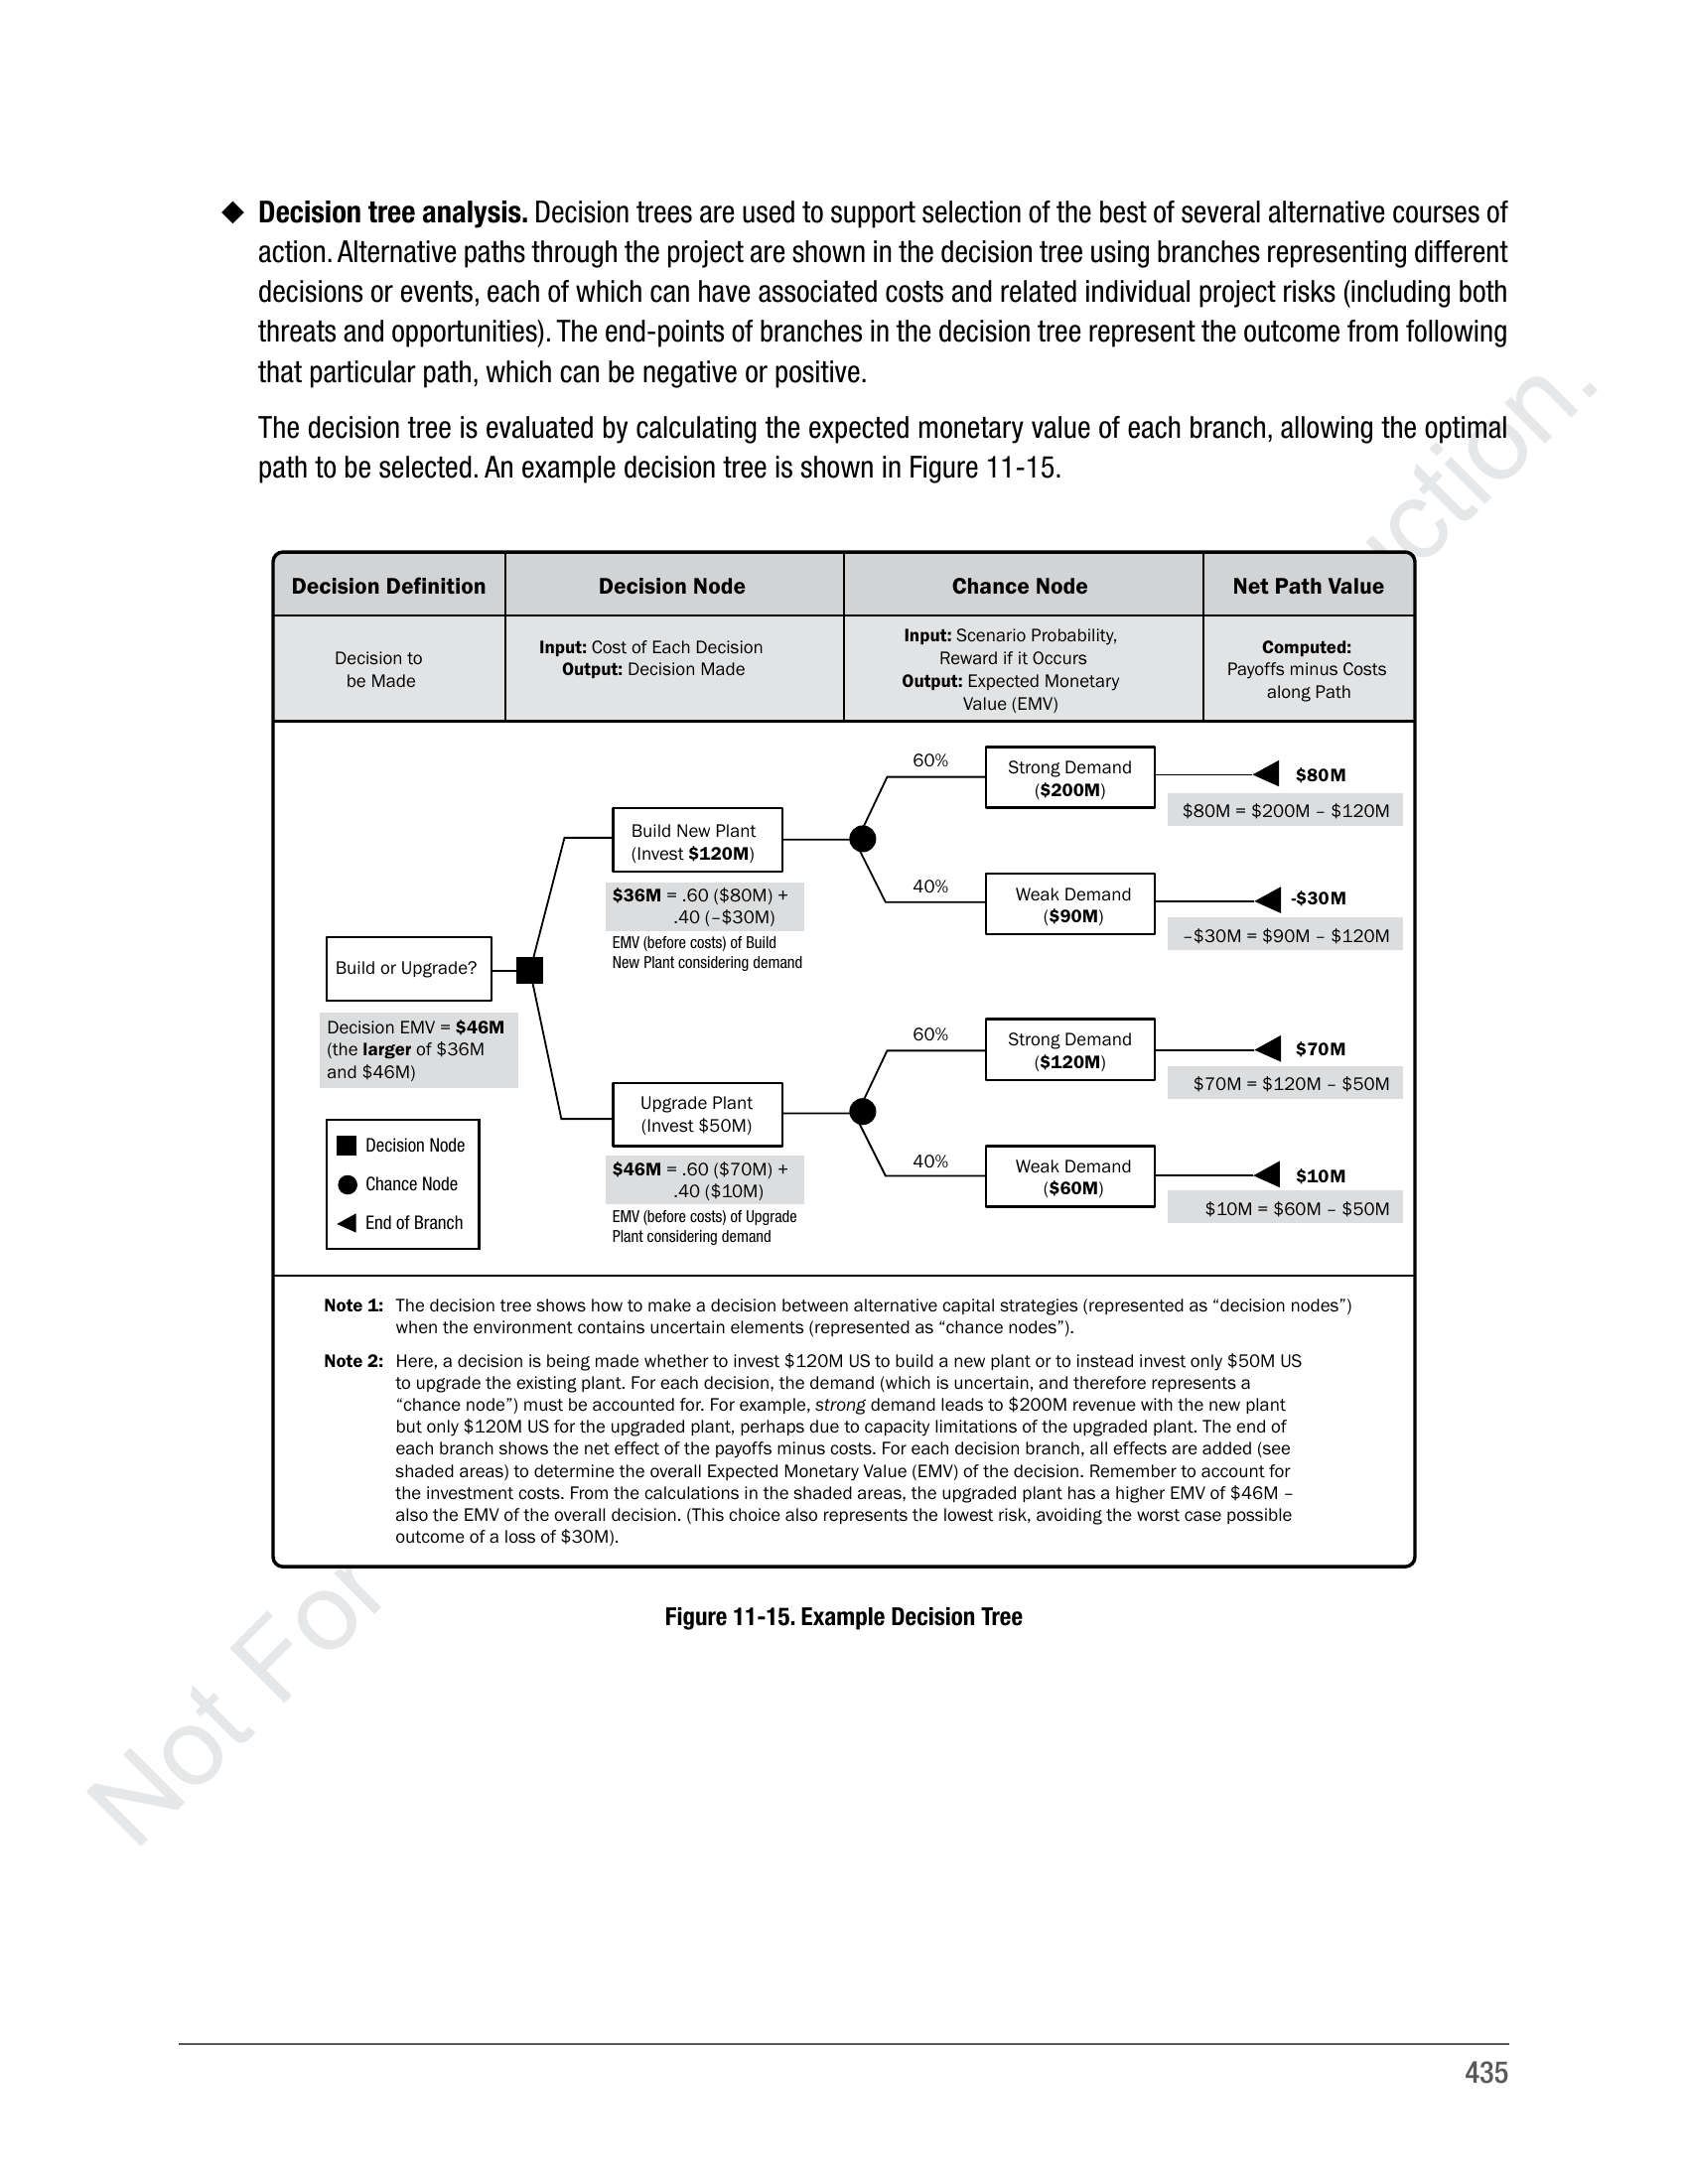 ◆ Decision tree analysis. Decision trees are used to support selection of the best of several alternative courses of
action. Alternative paths through the project are shown in the decision tree using branches representing different
decisions or events, each of which can have associated costs and related individual project risks (including both
threats and opportunities). The end-points of branches in the decision tree represent the outcome from following
that particular path, which can be negative or positive.
The decision tree is evaluated by calculating the expected monetary value of each branch, allowing the optimal
path to be selected. An example decision tree is shown in Figure 11-15.
Decision Definition
Decision Node
Chance Node
Net Path Value
Decision to
be Made
Input: Cost of Each Decision
Output: Decision Made
Input: Scenario Probability,
Reward if it Occurs
Output: Expected Monetary
Value (EMV)
Computed:
Payoffs minus Costs
along Path
Build or Upgrade?
Decision EMV = $46M
(the larger of $36M
and $46M)
Build New Plant
(Invest $120M)
$36M = .60 ($80M) +
.40 (–$30M)
EMV (before costs) of Build
New Plant considering demand
60%
Strong Demand
($200M)
$80M
$80M = $200M – $120M
40%
Weak Demand
($90M)
-$30M
–$30M = $90M – $120M
Upgrade Plant
(Invest $50M)
$46M = .60 ($70M) +
.40 ($10M)
EMV (before costs) of Upgrade
Plant considering demand
60%
Strong Demand
($120M)
$70M
$70M = $120M – $50M
40%
Weak Demand
($60M)
$10M
$10M = $60M – $50M
Decision Node
Chance Node
End of Branch
Note 1: The decision tree shows how to make a decision between alternative capital strategies (represented as “decision nodes”)
when the environment contains uncertain elements (represented as “chance nodes”).
Note 2: Here, a decision is being made whether to invest $120M US to build a new plant or to instead invest only $50M US
to upgrade the existing plant. For each decision, the demand (which is uncertain, and therefore represents a
“chance node”) must be accounted for. For example, strong demand leads to $200M revenue with the new plant
but only $120M US for the upgraded plant, perhaps due to capacity limitations of the upgraded plant. The end of
each branch shows the net effect of the payoffs minus costs. For each decision branch, all effects are added (see
shaded areas) to determine the overall Expected Monetary Value (EMV) of the decision. Remember to account for
the investment costs. From the calculations in the shaded areas, the upgraded plant has a higher EMV of $46M –
also the EMV of the overall decision. (This choice also represents the lowest risk, avoiding the worst case possible
outcome of a loss of $30M).
Figure 11-15. Example Decision Tree
Not For
435